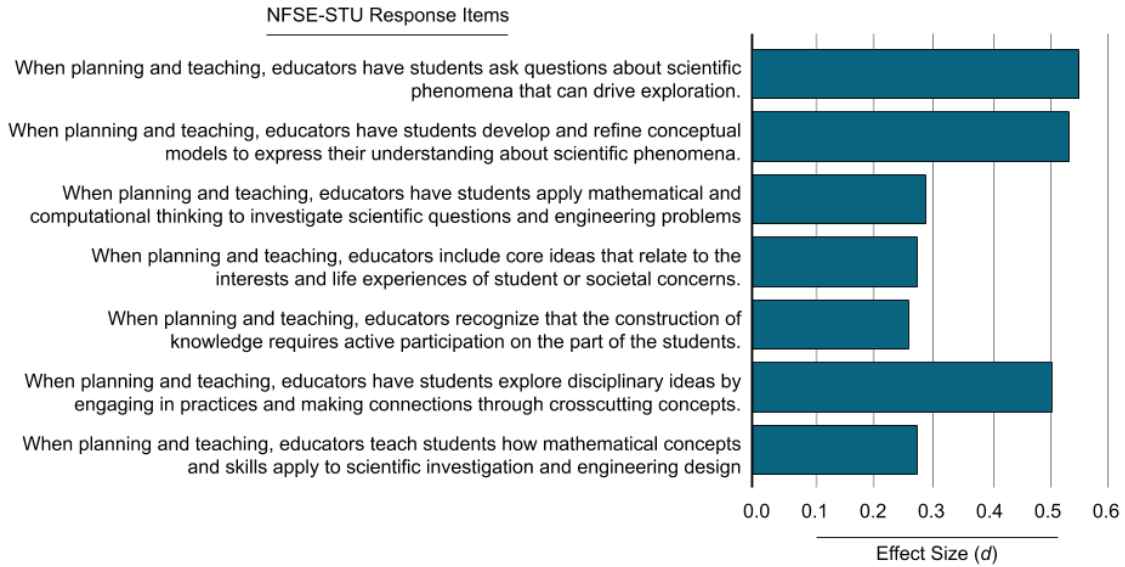 NFSE-STU Response Items
When planning and teaching, educators have students ask questions about scientific
phenomena that can drive exploration.
When planning and teaching, educators have students develop and refine conceptual
models to express their understanding about scientific phenomena.
When planning and teaching, educators have students apply mathematical and
computational thinking to investigate scientific questions and engineering problems
When planning and teaching, educators include core ideas that relate to the
interests and life experiences of student or societal concerns.
When planning and teaching, educators recognize that the construction of
knowledge requires active participation on the part of the students.
When planning and teaching, educators have students explore disciplinary ideas by
engaging in practices and making connections through crosscutting concepts.
When planning and teaching, educators teach students how mathematical concepts
and skills apply to scientific investigation and engineering design
0.0 0.1 0.2 0.3 0.4 0.5 0.6
Effect Size (d)